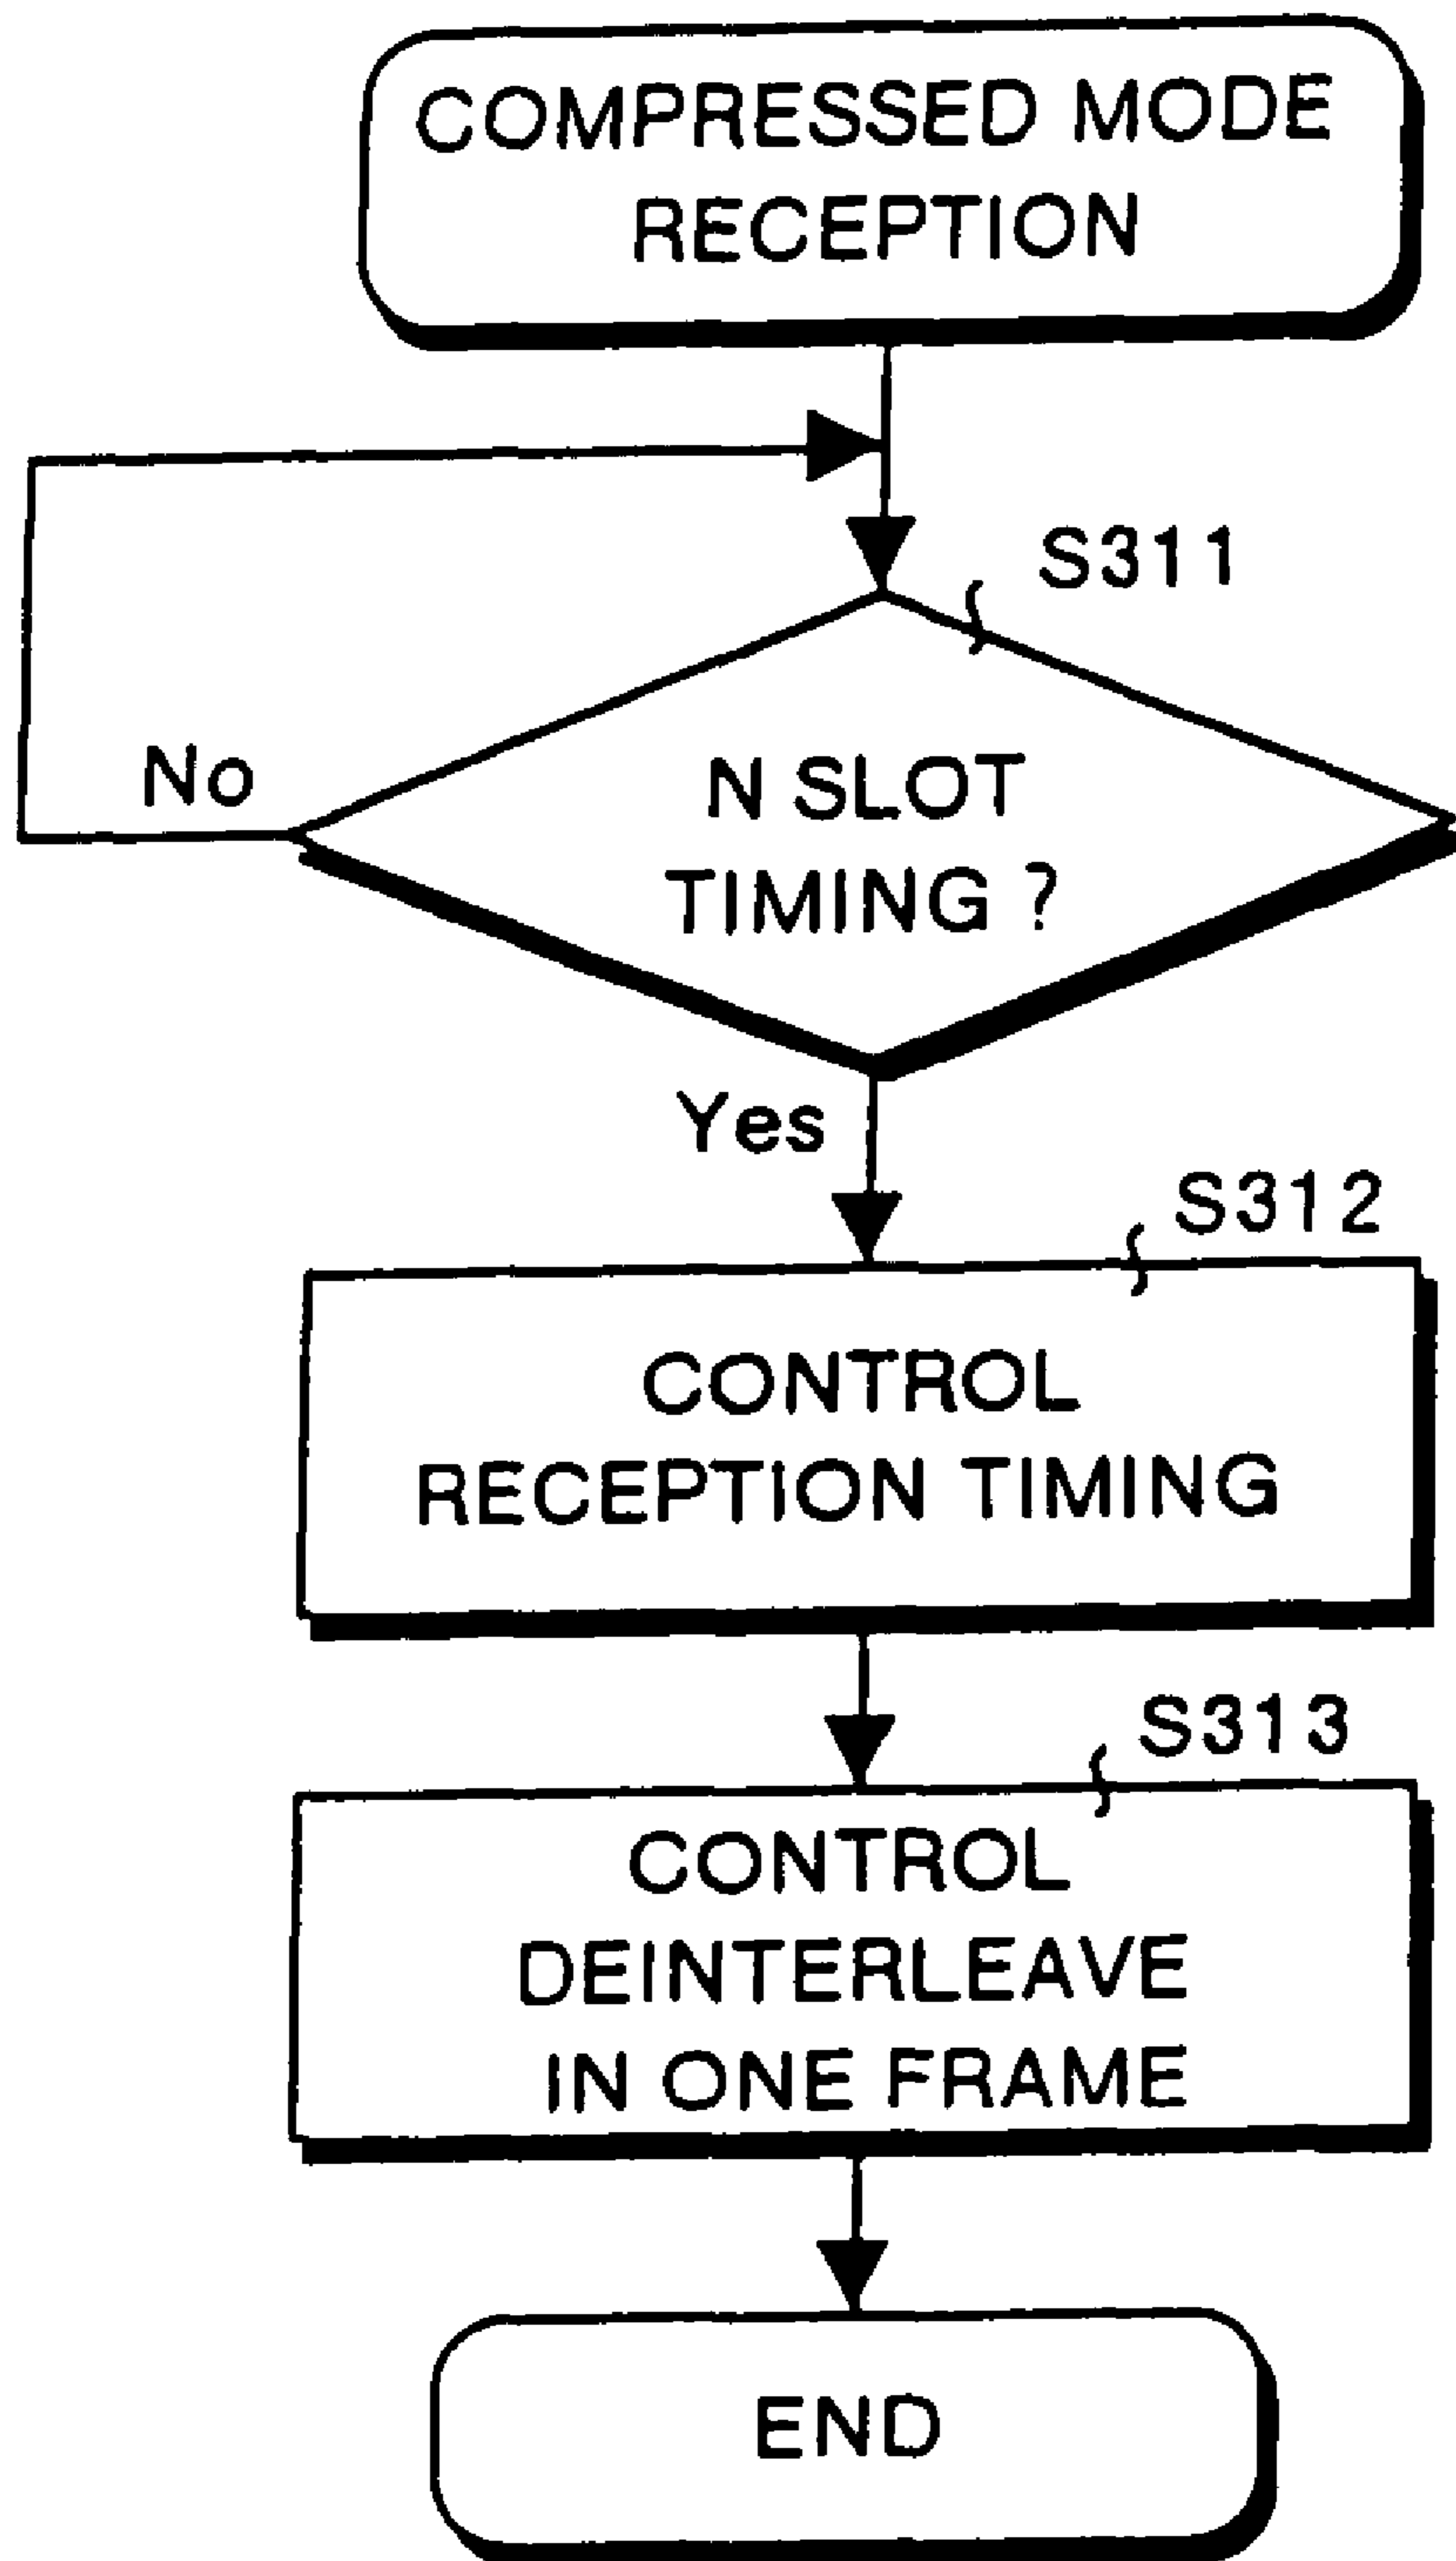 COMPRESSED MODE
RECEPTION
S311
No
N SLOT
TIMING ?
Yes
S312
CONTROL
RECEPTION TIMING
S313
CONTROL
DEINTERLEAVE
IN ONE FRAME
END